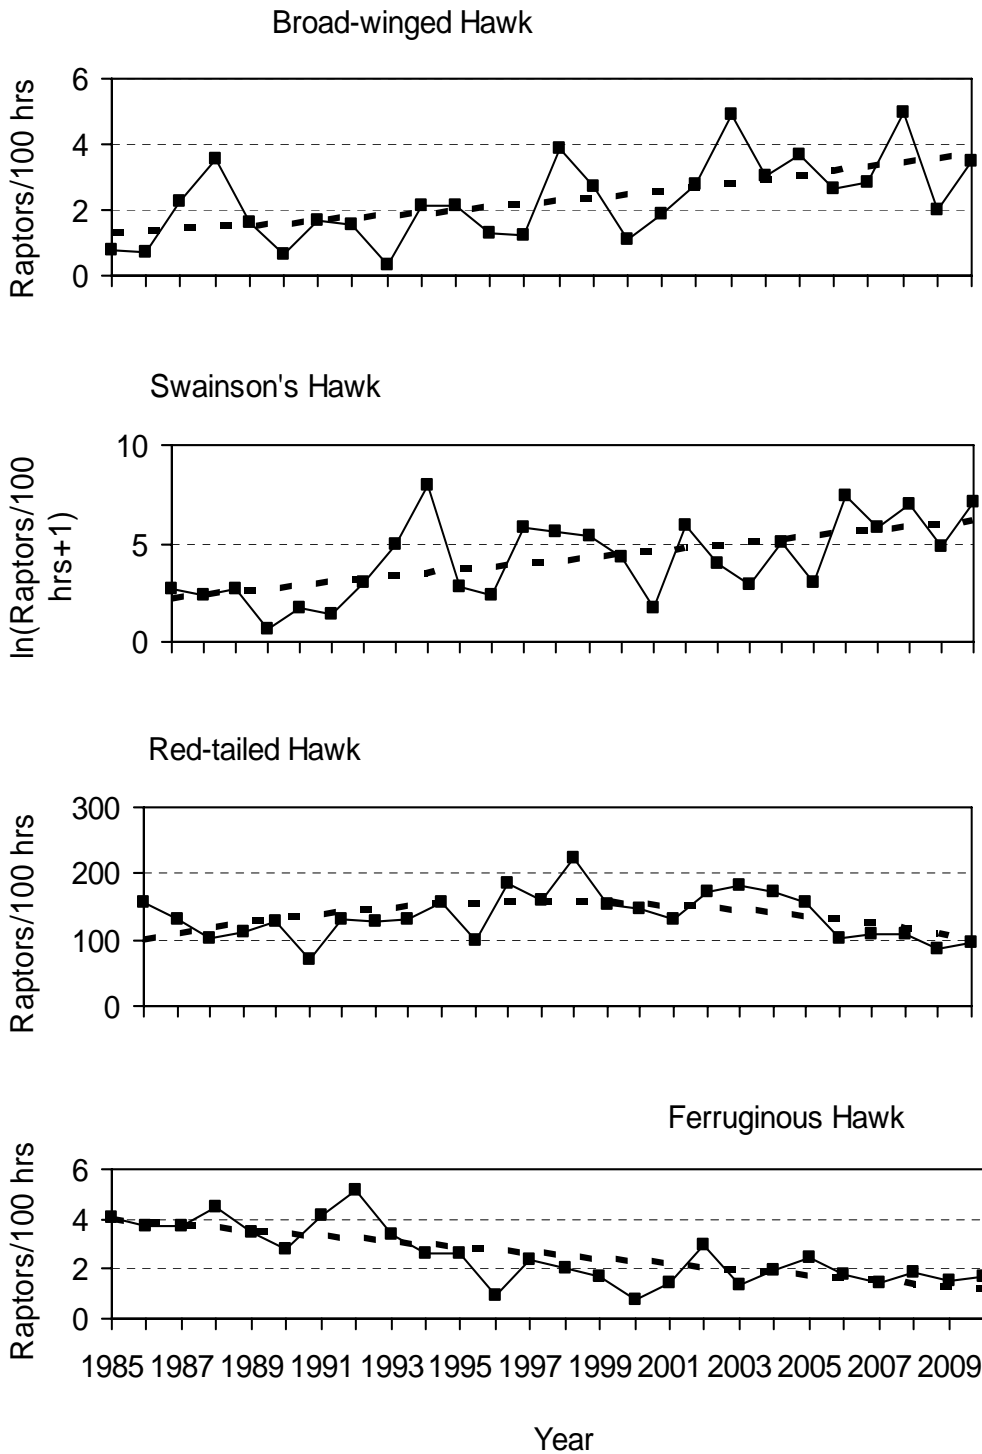 Broad-winged Hawk
Raptors/100 hrs
6
4
2
0
Swainson's Hawk
ln(Raptors/100
hrs+1)
10
5
0
Red-tailed Hawk
Raptors/100 hrs
300
200
100
0
Ferruginous Hawk
Raptors/100 hrs
6
4
2
0
1985 1987 1989 1991 1993 1995 1997 1999 2001 2003 2005 2007 2009
Year